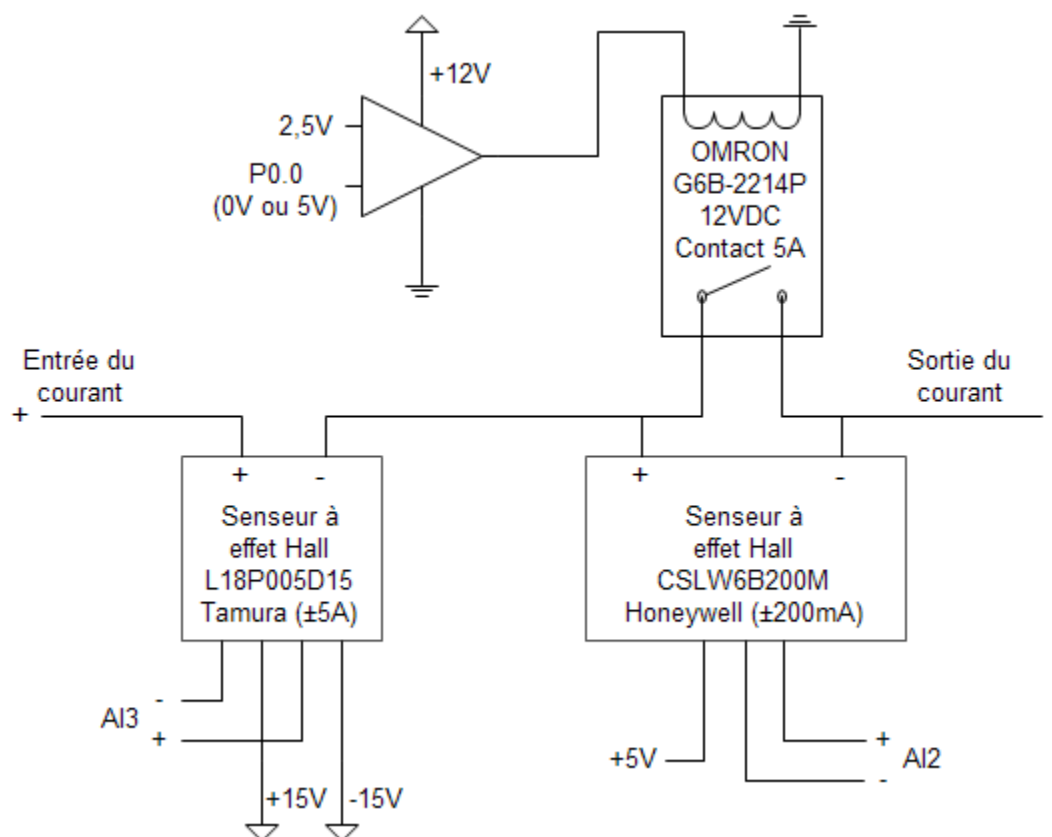 +12V
2,5V
P0.0
(0V ou 5V)
OMRON
G6B-2214P
12VDC
Contact 5A
Entrée du
courant
+
Sortie du
courant
+ -
Senseur à
effet Hall
L18P005D15
Tamura (±5A)
+ -
Senseur à
effet Hall
CSLW6B200M
Honeywell (±200mA)
-
AI3
+
+15V -15V
+5V
+
AI2
-